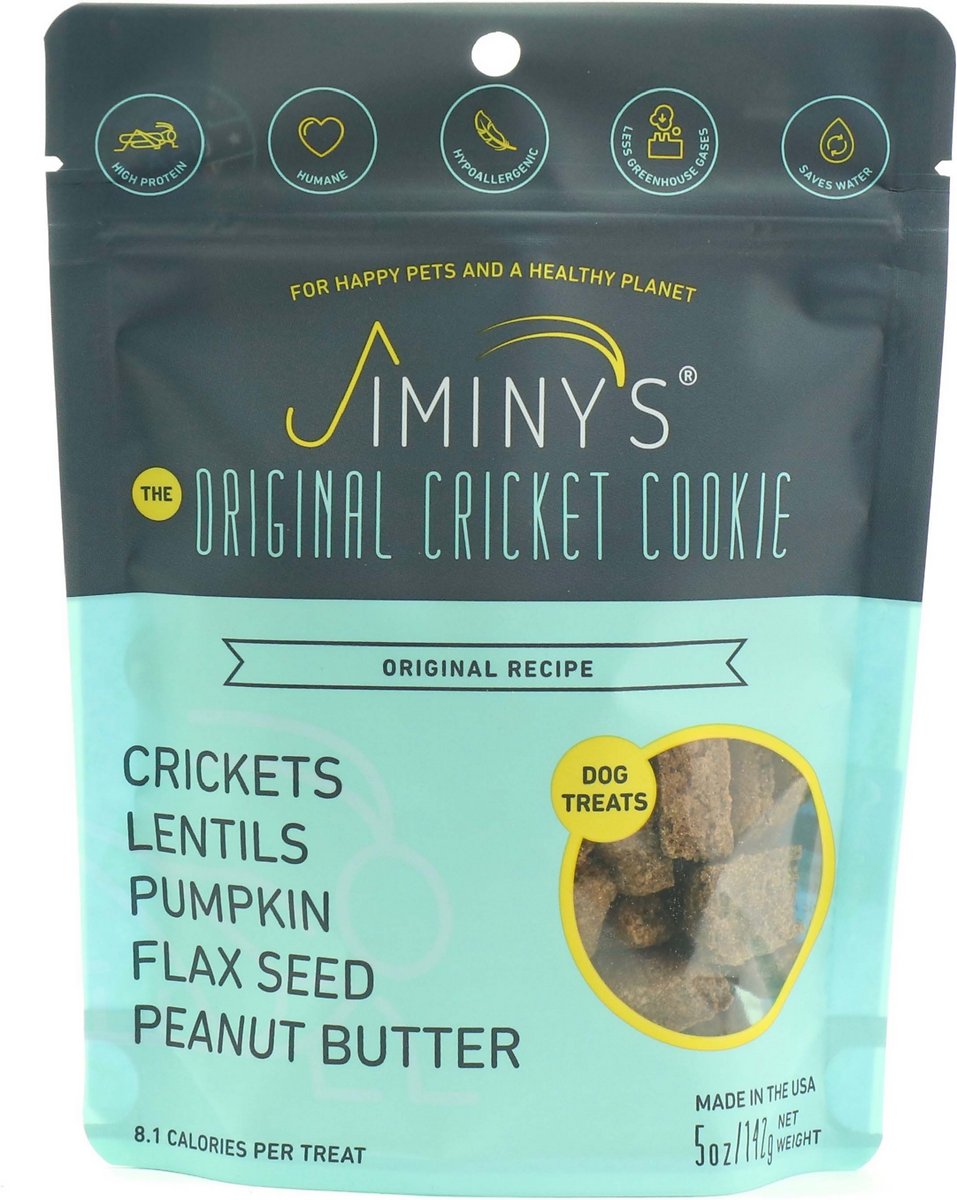 HIGH PROTEIN
HUMANE
HYPOALLERGENIC
LESS GREENHOUSE GASES
SAVES WATER
FOR HAPPY PETS AND A HEALTHY PLANET
JIMINY'S®
THE ORIGINAL CRICKET COOKIE
ORIGINAL RECIPE
CRICKETS
LENTILS
PUMPKIN
FLAX SEED
PEANUT BUTTER
DOG
TREATS
8.1 CALORIES PER TREAT
MADE IN THE USA
5oz/142g NET WEIGHT